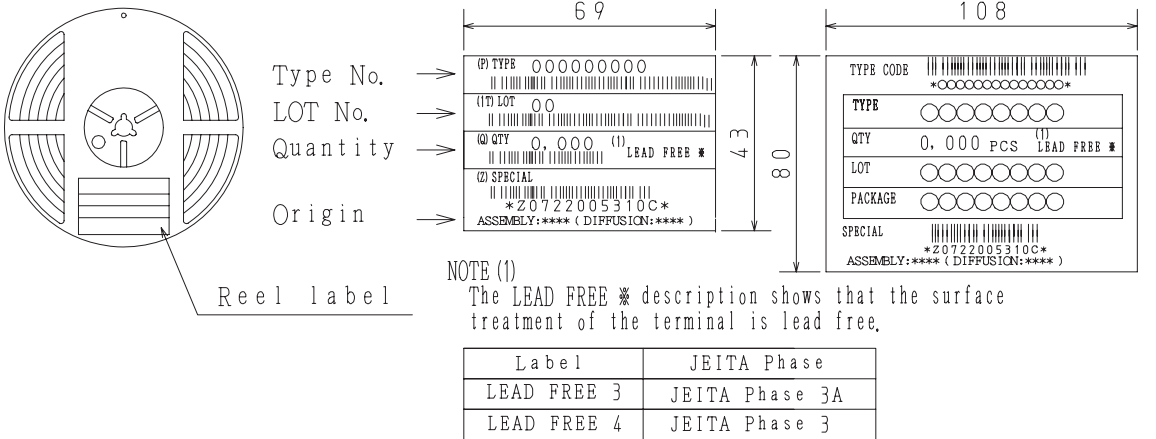 69
108
Type No.
LOT No.
Quantity
Origin
Reel label
(P) TYPE 000000000
(1T) LOT 00
(Q) QTY 0,000 (1) LEAD FREE ※
(Z) SPECIAL
*Z0722005310C*
ASSEMBLY:**** (DIFFUSION:****)
43
80
TYPE CODE
*○○○○○○○○○○○○○*
TYPE ○○○○○○○○
QTY 0,000 PCS (1) LEAD FREE ※
LOT ○○○○○○○○
PACKAGE ○○○○○○○○
SPECIAL
*Z0722005310C*
ASSEMBLY:**** (DIFFUSION:****)
NOTE (1)
The LEAD FREE ※ description shows that the surface
treatment of the terminal is lead free.
Label JEITA Phase
LEAD FREE 3 JEITA Phase 3A
LEAD FREE 4 JEITA Phase 3